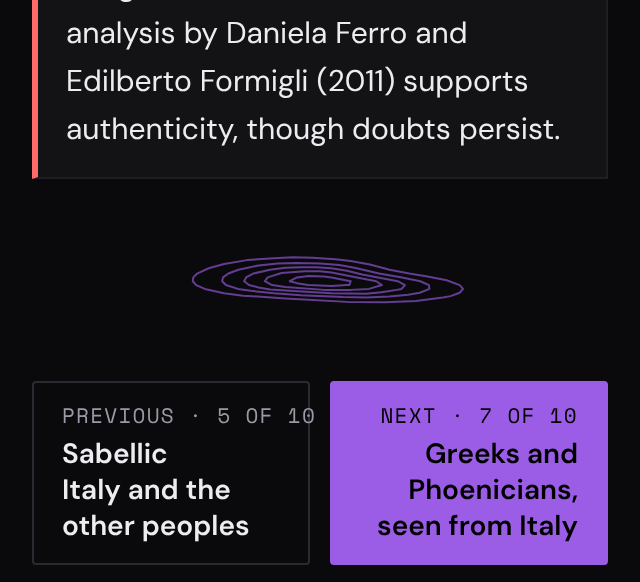 analysis by Daniela Ferro and
Edilberto Formigli (2011) supports
authenticity, though doubts persist.
PREVIOUS · 5 OF 10
Sabellic
Italy and the
other peoples
NEXT · 7 OF 10
Greeks and
Phoenicians,
seen from Italy